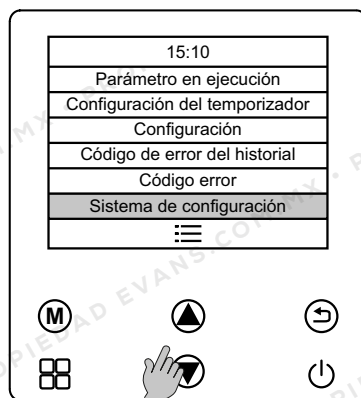 15:10
Parámetro en ejecución
Configuración del temporizador
Configuración
Código de error del historial
Código error
Sistema de configuración
M